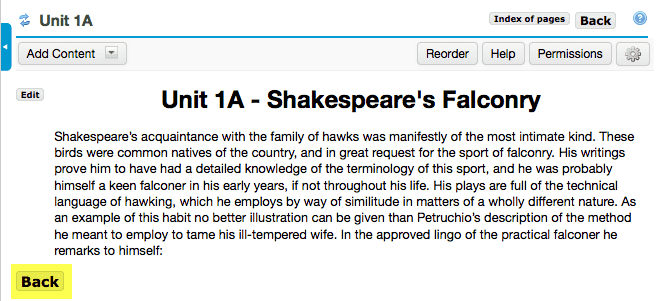 Unit 1A
Index of pages
Back
Add Content
Reorder
Help
Permissions
Edit
Unit 1A - Shakespeare's Falconry
Shakespeare's acquaintance with the family of hawks was manifestly of the most intimate kind. These
birds were common natives of the country, and in great request for the sport of falconry. His writings
prove him to have had a detailed knowledge of the terminology of this sport, and he was probably
himself a keen falconer in his early years, if not throughout his life. His plays are full of the technical
language of hawking, which he employs by way of similitude in matters of a wholly different nature. As
an example of this habit no better illustration can be given than Petruchio's description of the method
he meant to employ to tame his ill-tempered wife. In the approved lingo of the practical falconer he
remarks to himself:
Back